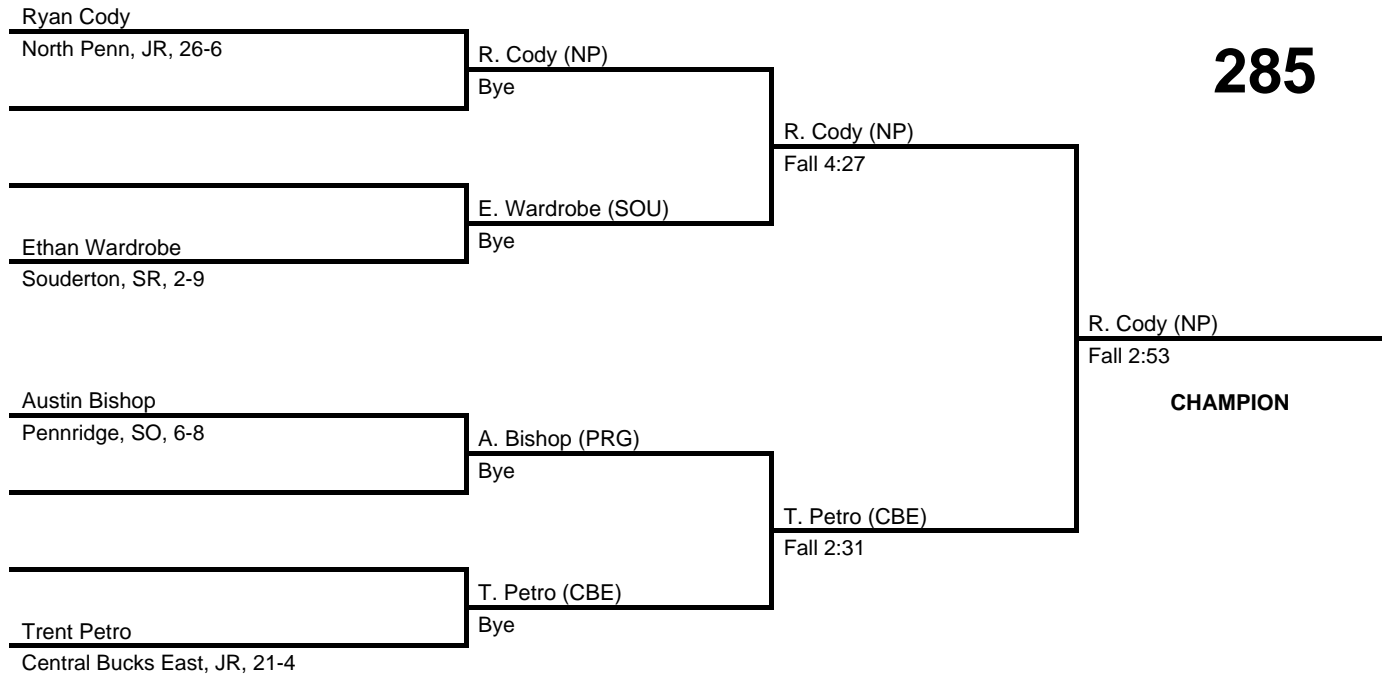 Ryan Cody
North Penn, JR, 26-6
R. Cody (NP)
Bye
285
R. Cody (NP)
Fall 4:27
E. Wardrobe (SOU)
Bye
Ethan Wardrobe
Souderton, SR, 2-9
R. Cody (NP)
Fall 2:53
CHAMPION
Austin Bishop
Pennridge, SO, 6-8
A. Bishop (PRG)
Bye
T. Petro (CBE)
Fall 2:31
T. Petro (CBE)
Bye
Trent Petro
Central Bucks East, JR, 21-4